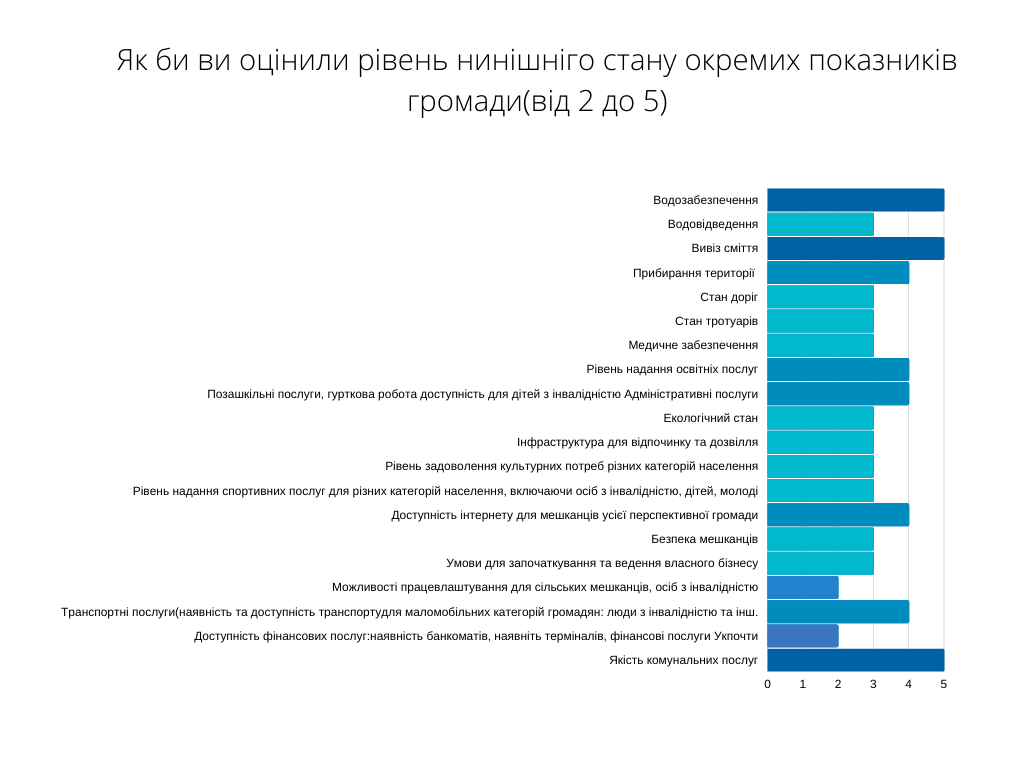 Як би ви оцінили рівень нинішніго стану окремих показників
громади(від 2 до 5)
Водозабезпечення
Водовідведення
Вивіз сміття
Прибирання території
Стан доріг
Стан тротуарів
Медичне забезпечення
Рівень надання освітніх послуг
Позашкільні послуги, гурткова робота доступність для дітей з інвалідністю Адміністративні послуги
Екологічний стан
Інфраструктура для відпочинку та дозвілля
Рівень задоволення культурних потреб різних категорій населення
Рівень надання спортивних послуг для різних категорій населення, включаючи осіб з інвалідністю, дітей, молоді
Доступність інтернету для мешканців усієї перспективної громади
Безпека мешканців
Умови для започаткування та ведення власного бізнесу
Можливості працевлаштування для сільських мешканців, осіб з інвалідністю
Транспортні послуги(наявність та доступність транспортудля маломобільних категорій громадян: люди з інвалідністю та інш.
Доступність фінансових послуг:наявність банкоматів, наявніть терміналів, фінансові послуги Укпочти
Якість комунальних послуг
0 1 2 3 4 5